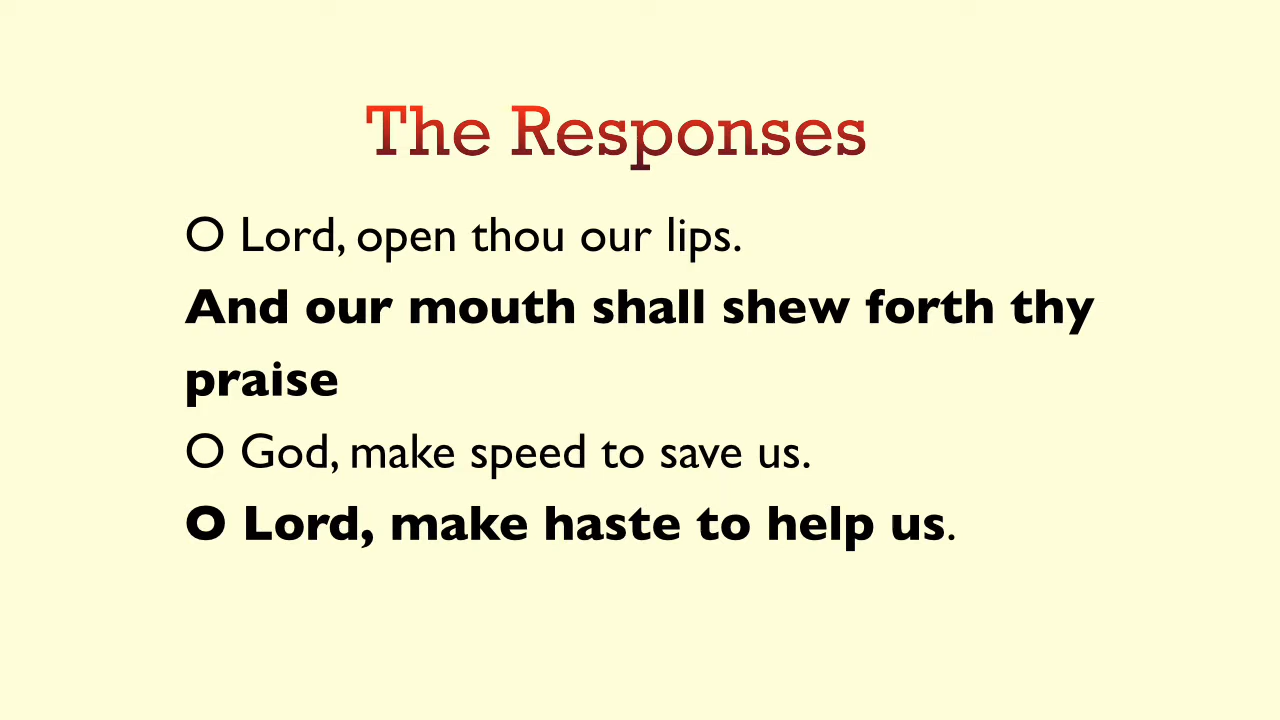 The Responses
O Lord, open thou our lips.
And our mouth shall shew forth thy
praise
O God, make speed to save us.
O Lord, make haste to help us.